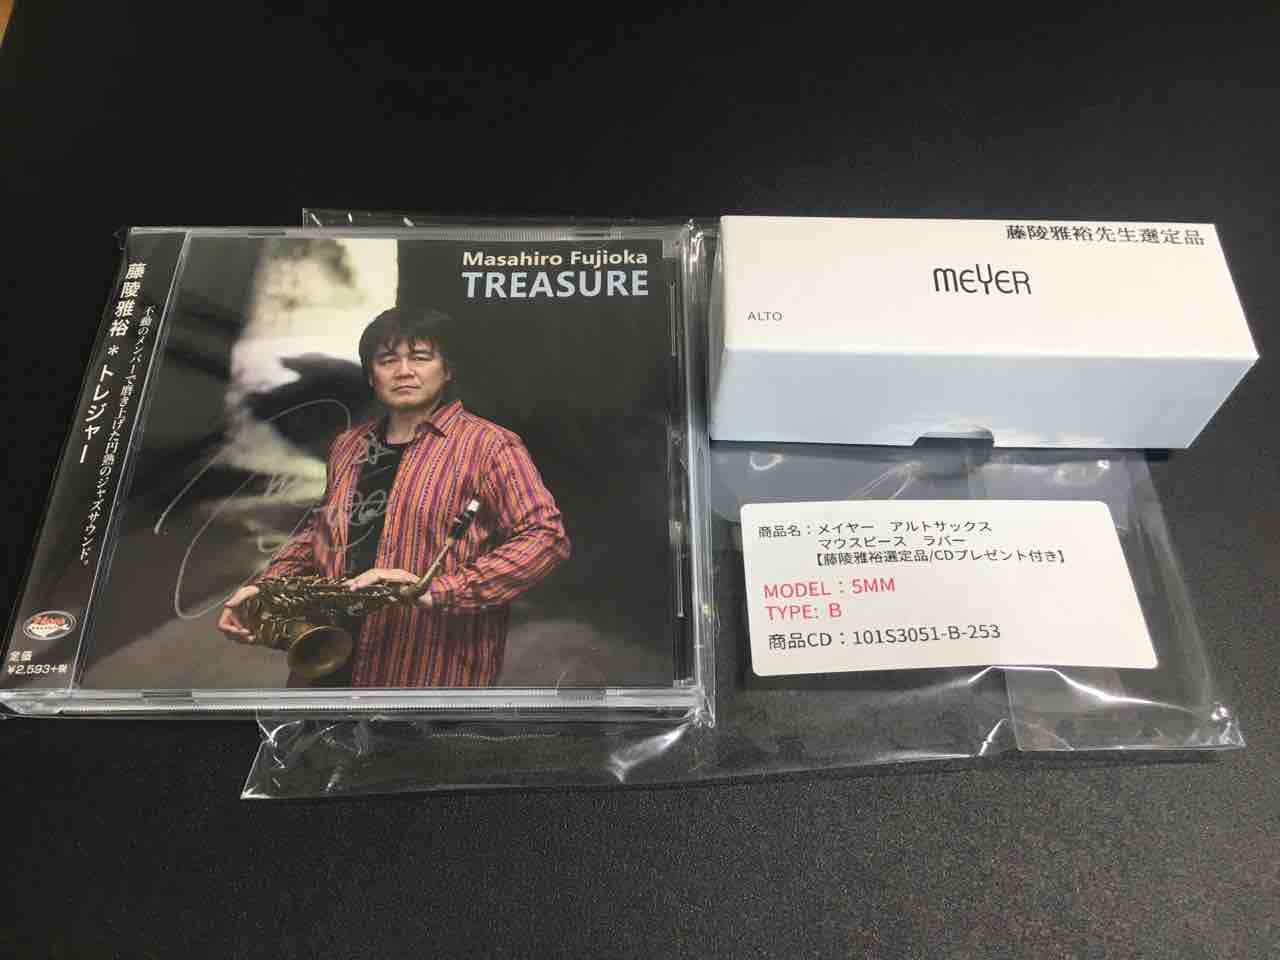 藤陵雅裕 * トレジャー
不動のメンバーで磨き上げた円熟のジャズサウンド。
定価
¥2,593+税
Masahiro Fujioka
TREASURE
藤陵雅裕先生選定品
MEYER
ALTO
商品名：メイヤー　アルトサックス
マウスピース　ラバー
【藤陵雅裕選定品/CDプレゼント付き】
MODEL：5MM
TYPE: B
商品CD：101S3051-B-253